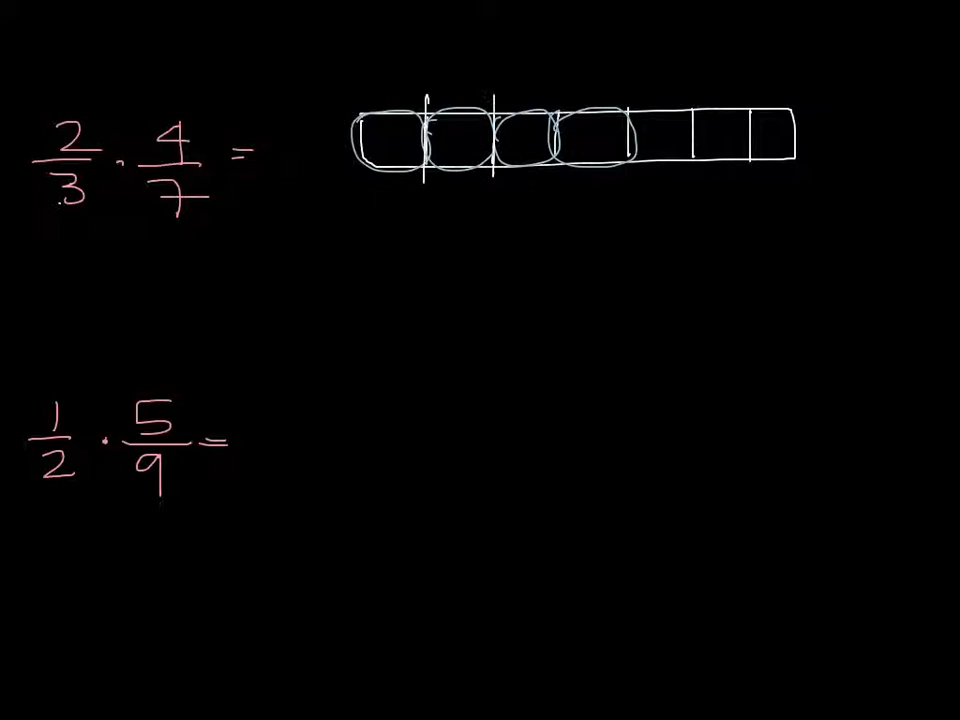 2/3 · 4/7 =
1/2 · 5/9 =